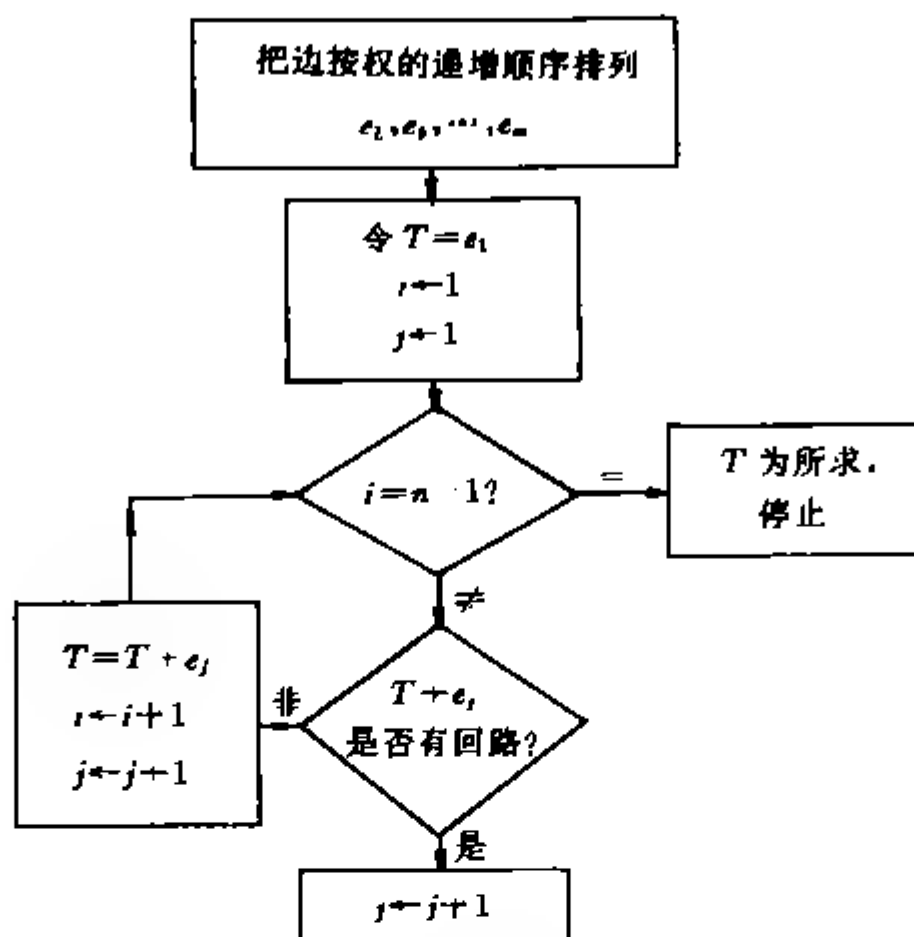 把边按权的递增顺序排列
e₁,e₂,⋯,eₘ
令 T=e₁
i←1
j←1
i=n-1?
=
T 为所求.
停止
≠
T+eⱼ
是否有回路?
非
T=T+eⱼ
i←i+1
j←j+1
是
j←j+1